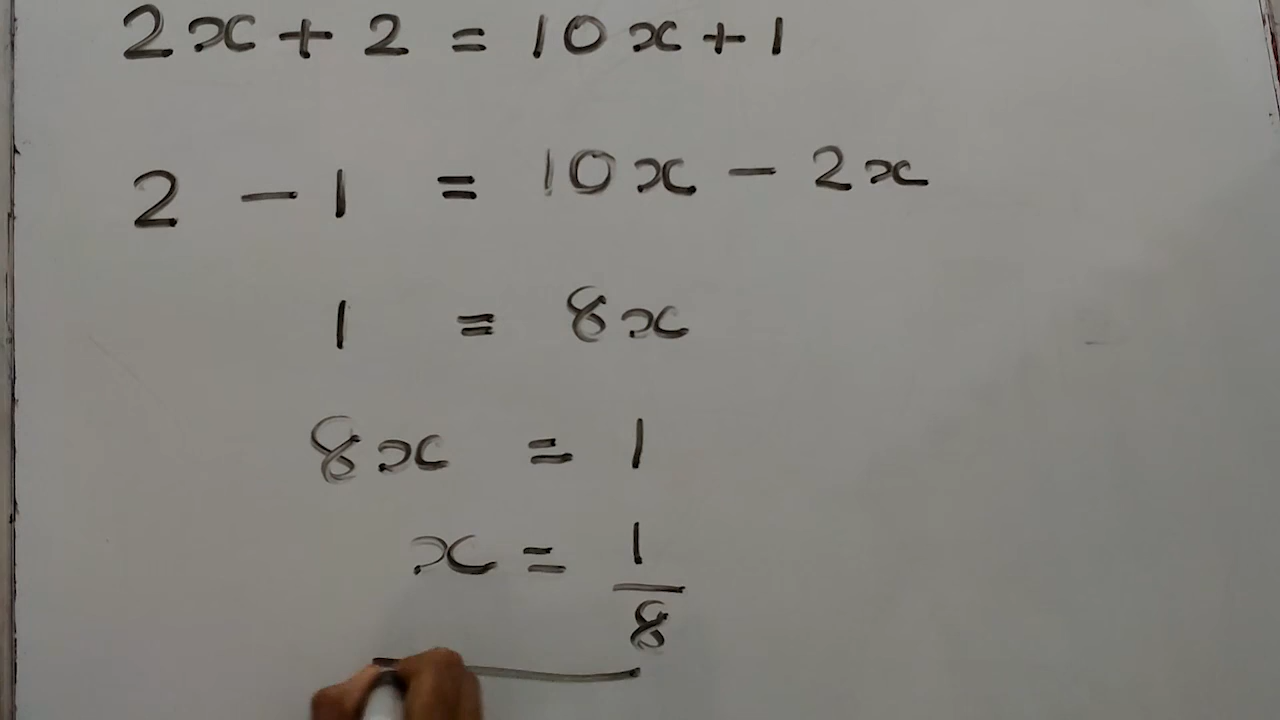 2x + 2 = 10x + 1
2 - 1 = 10x - 2x
1 = 8x
8x = 1
x = 1/8